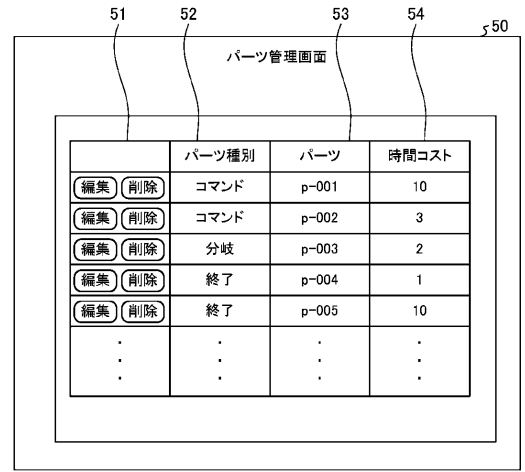 51 52 53 54
50
パーツ管理画面
パーツ種別 パーツ 時間コスト
編集 削除 コマンド p-001 10
編集 削除 コマンド p-002 3
編集 削除 分岐 p-003 2
編集 削除 終了 p-004 1
編集 削除 終了 p-005 10